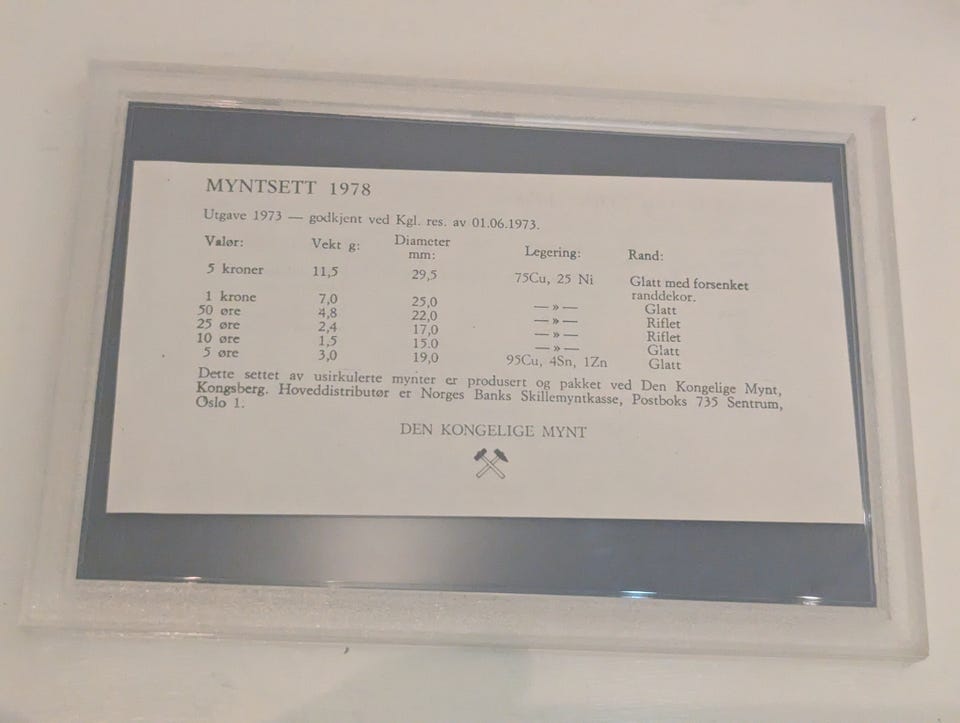 MYNTSETT 1978
Utgave 1973 — godkjent ved Kgl. res. av 01.06.1973.
Valør: Vekt g: Diameter mm: Legering: Rand:
5 kroner 11,5 29,5 75Cu, 25 Ni Glatt med forsenket randdekor.
1 krone 7,0 25,0 —»— Glatt
50 øre 4,8 22,0 —»— Riflet
25 øre 2,4 17,0 —»— Riflet
10 øre 1,5 15.0 —»— Glatt
5 øre 3,0 19,0 95Cu, 4Sn, 1Zn Glatt
Dette settet av usirkulerte mynter er produsert og pakket ved Den Kongelige Mynt,
Kongsberg. Hoveddistributør er Norges Banks Skillemyntkasse, Postboks 735 Sentrum,
Oslo 1.
DEN KONGELIGE MYNT